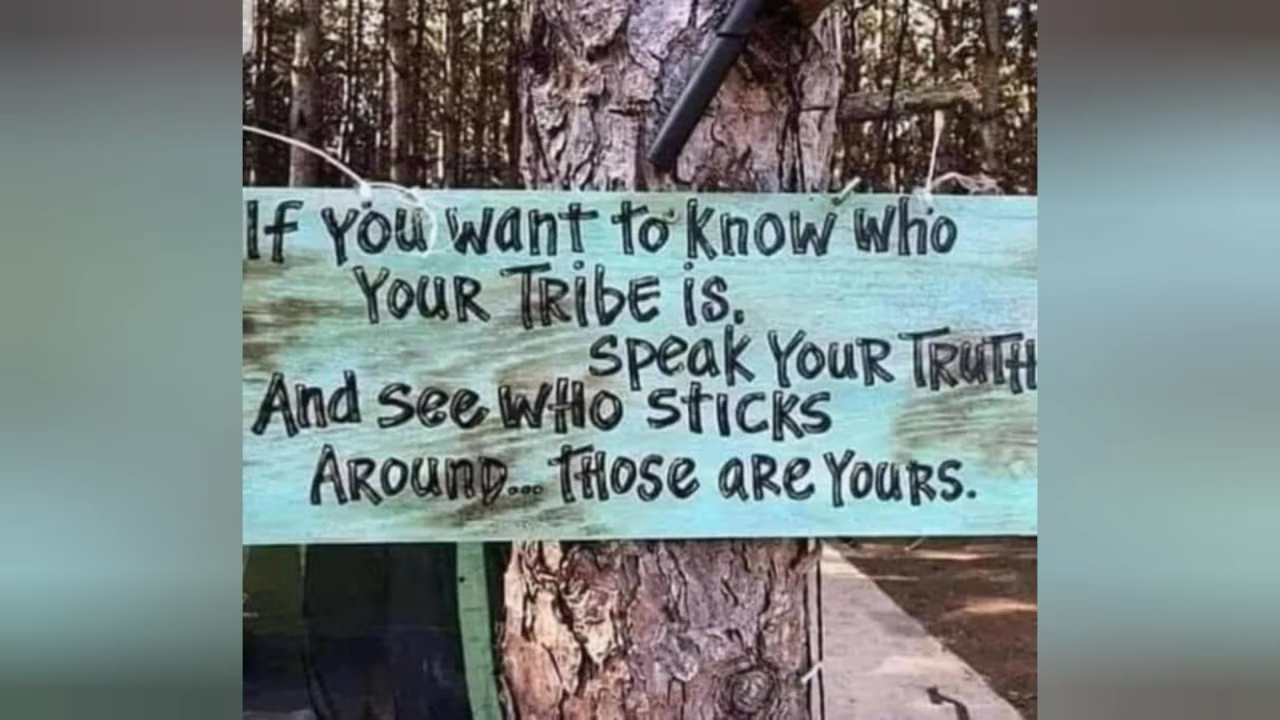 If you want to know who
YOUR TRIbE is.
speak YOUR TRUTH
And see WHO STICKS
AROUND... THOSE ARE YOURS.